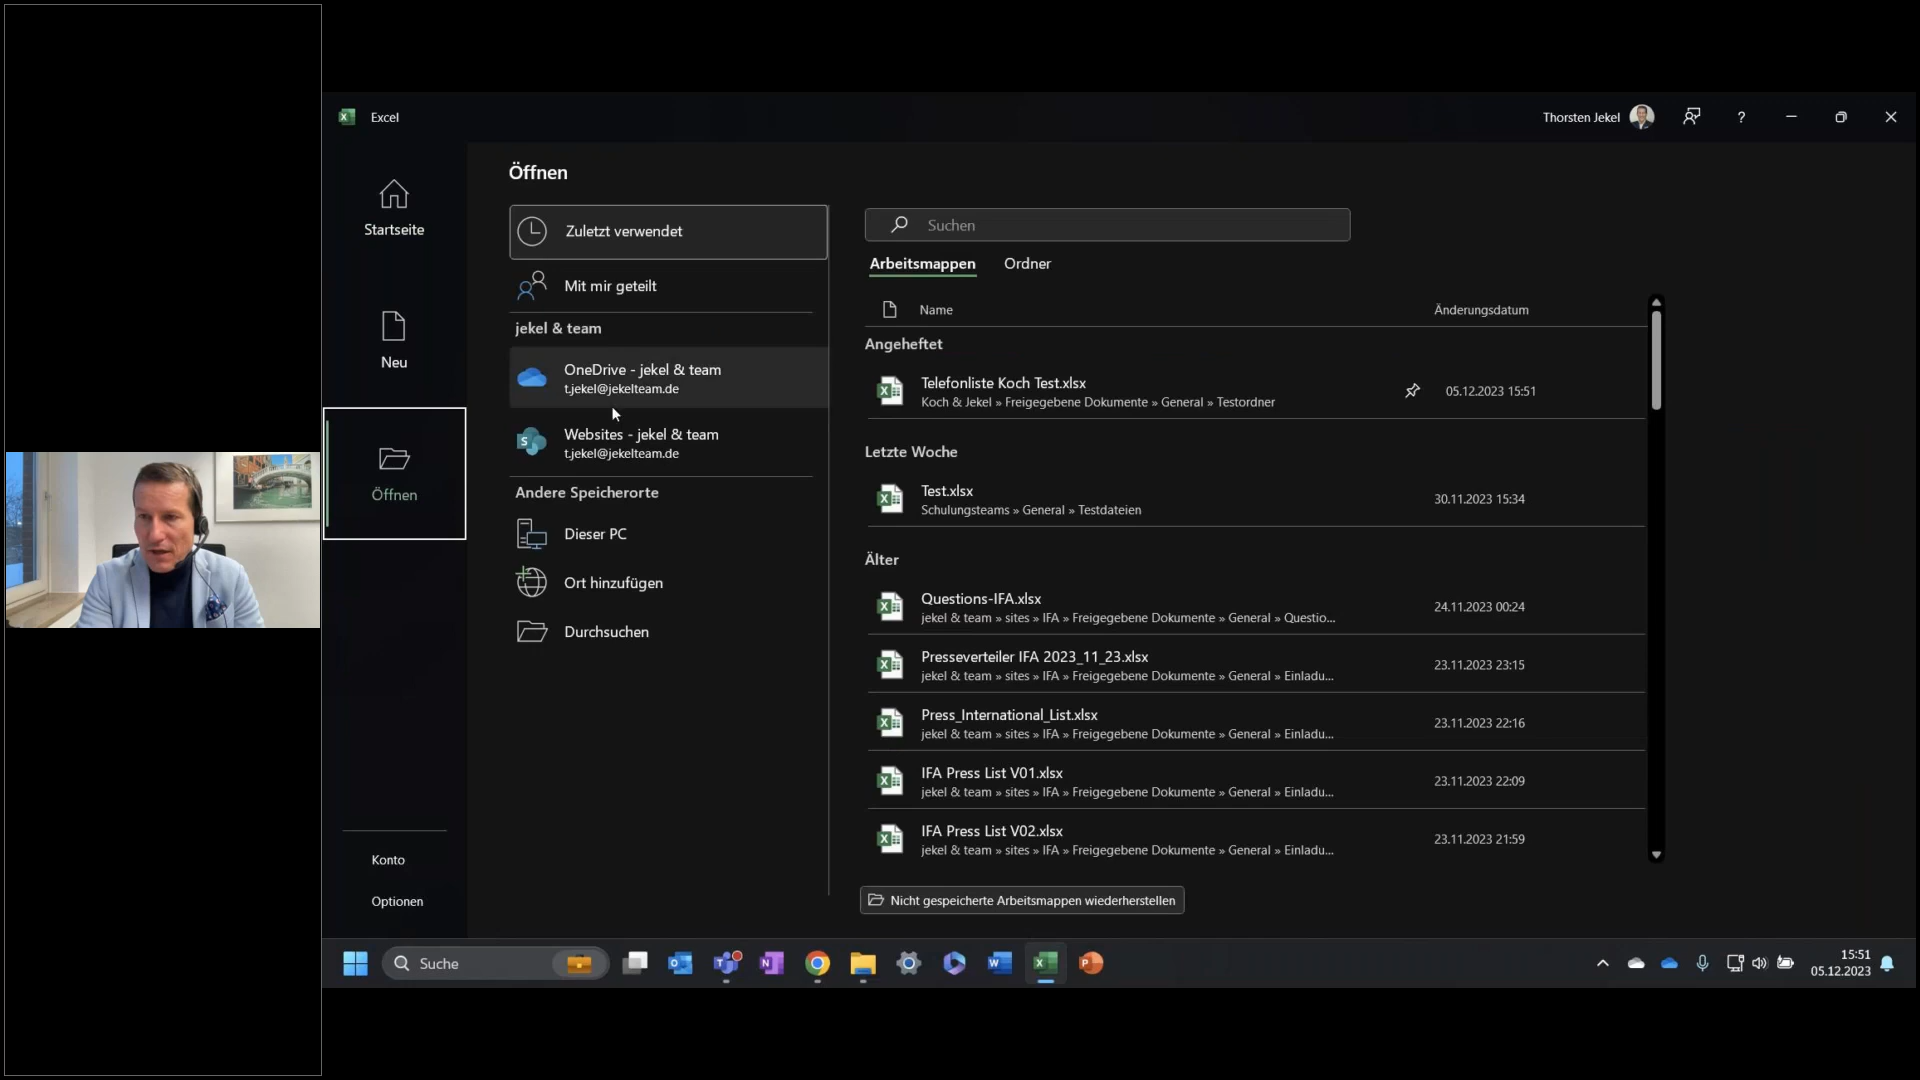 Excel
Thorsten Jekel
?
Startseite
Neu
Öffnen
Konto
Optionen
Öffnen
Zuletzt verwendet
Mit mir geteilt
jekel & team
OneDrive - jekel & team
t.jekel@jekelteam.de
Websites - jekel & team
t.jekel@jekelteam.de
Andere Speicherorte
Dieser PC
Ort hinzufügen
Durchsuchen
Suchen
Arbeitsmappen Ordner
Name Änderungsdatum
Angeheftet
Telefonliste Koch Test.xlsx
Koch & Jekel » Freigegebene Dokumente » General » Testordner
05.12.2023 15:51
Letzte Woche
Test.xlsx
Schulungsteams » General » Testdateien
30.11.2023 15:34
Älter
Questions-IFA.xlsx
jekel & team » sites » IFA » Freigegebene Dokumente » General » Questio...
24.11.2023 00:24
Presseverteiler IFA 2023_11_23.xlsx
jekel & team » sites » IFA » Freigegebene Dokumente » General » Einladu...
23.11.2023 23:15
Press_International_List.xlsx
jekel & team » sites » IFA » Freigegebene Dokumente » General » Einladu...
23.11.2023 22:16
IFA Press List V01.xlsx
jekel & team » sites » IFA » Freigegebene Dokumente » General » Einladu...
23.11.2023 22:09
IFA Press List V02.xlsx
jekel & team » sites » IFA » Freigegebene Dokumente » General » Einladu...
23.11.2023 21:59
Nicht gespeicherte Arbeitsmappen wiederherstellen
Suche
15:51
05.12.2023